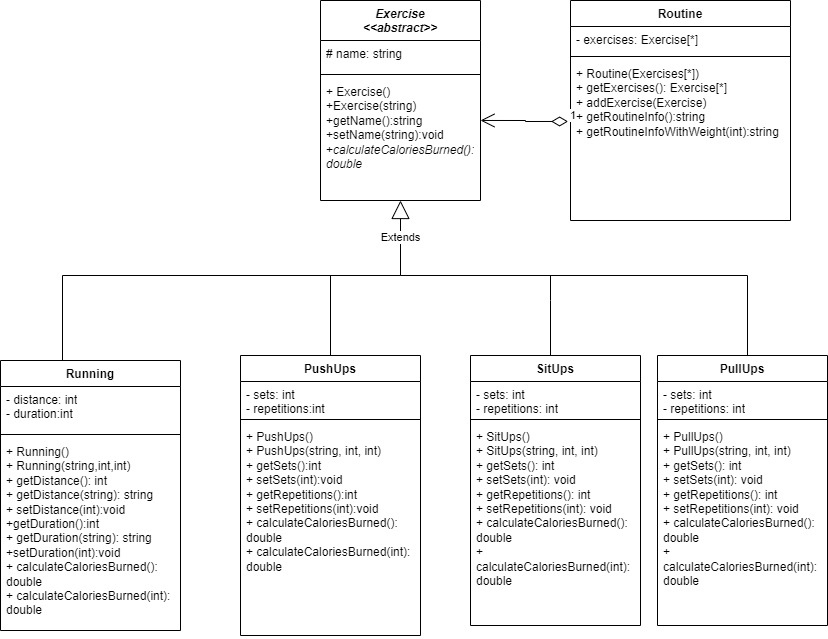 Exercise
<<abstract>>
# name: string
+ Exercise()
+Exercise(string)
+getName():string
+setName(string):void
+calculateCaloriesBurned():
double
Routine
- exercises: Exercise[*]
+ Routine(Exercises[*])
+ getExercises(): Exercise[*]
+ addExercise(Exercise)
+ getRoutineInfo():string
+ getRoutineInfoWithWeight(int):string
1
Extends
Running
- distance: int
- duration:int
+ Running()
+ Running(string,int,int)
+ getDistance(): int
+ getDistance(string): string
+ setDistance(int):void
+getDuration():int
+ getDuration(string): string
+setDuration(int):void
+ calculateCaloriesBurned():
double
+ calculateCaloriesBurned(int):
double
PushUps
- sets: int
- repetitions:int
+ PushUps()
+ PushUps(string, int, int)
+ getSets():int
+ setSets(int):void
+ getRepetitions():int
+ setRepetitions(int):void
+ calculateCaloriesBurned():
double
+ calculateCaloriesBurned(int):
double
SitUps
- sets: int
- repetitions: int
+ SitUps()
+ SitUps(string, int, int)
+ getSets(): int
+ setSets(int): void
+ getRepetitions(): int
+ setRepetitions(int): void
+ calculateCaloriesBurned():
double
+
calculateCaloriesBurned(int):
double
PullUps
- sets: int
- repetitions: int
+ PullUps()
+ PullUps(string, int, int)
+ getSets(): int
+ setSets(int): void
+ getRepetitions(): int
+ setRepetitions(int): void
+ calculateCaloriesBurned():
double
+
calculateCaloriesBurned(int):
double